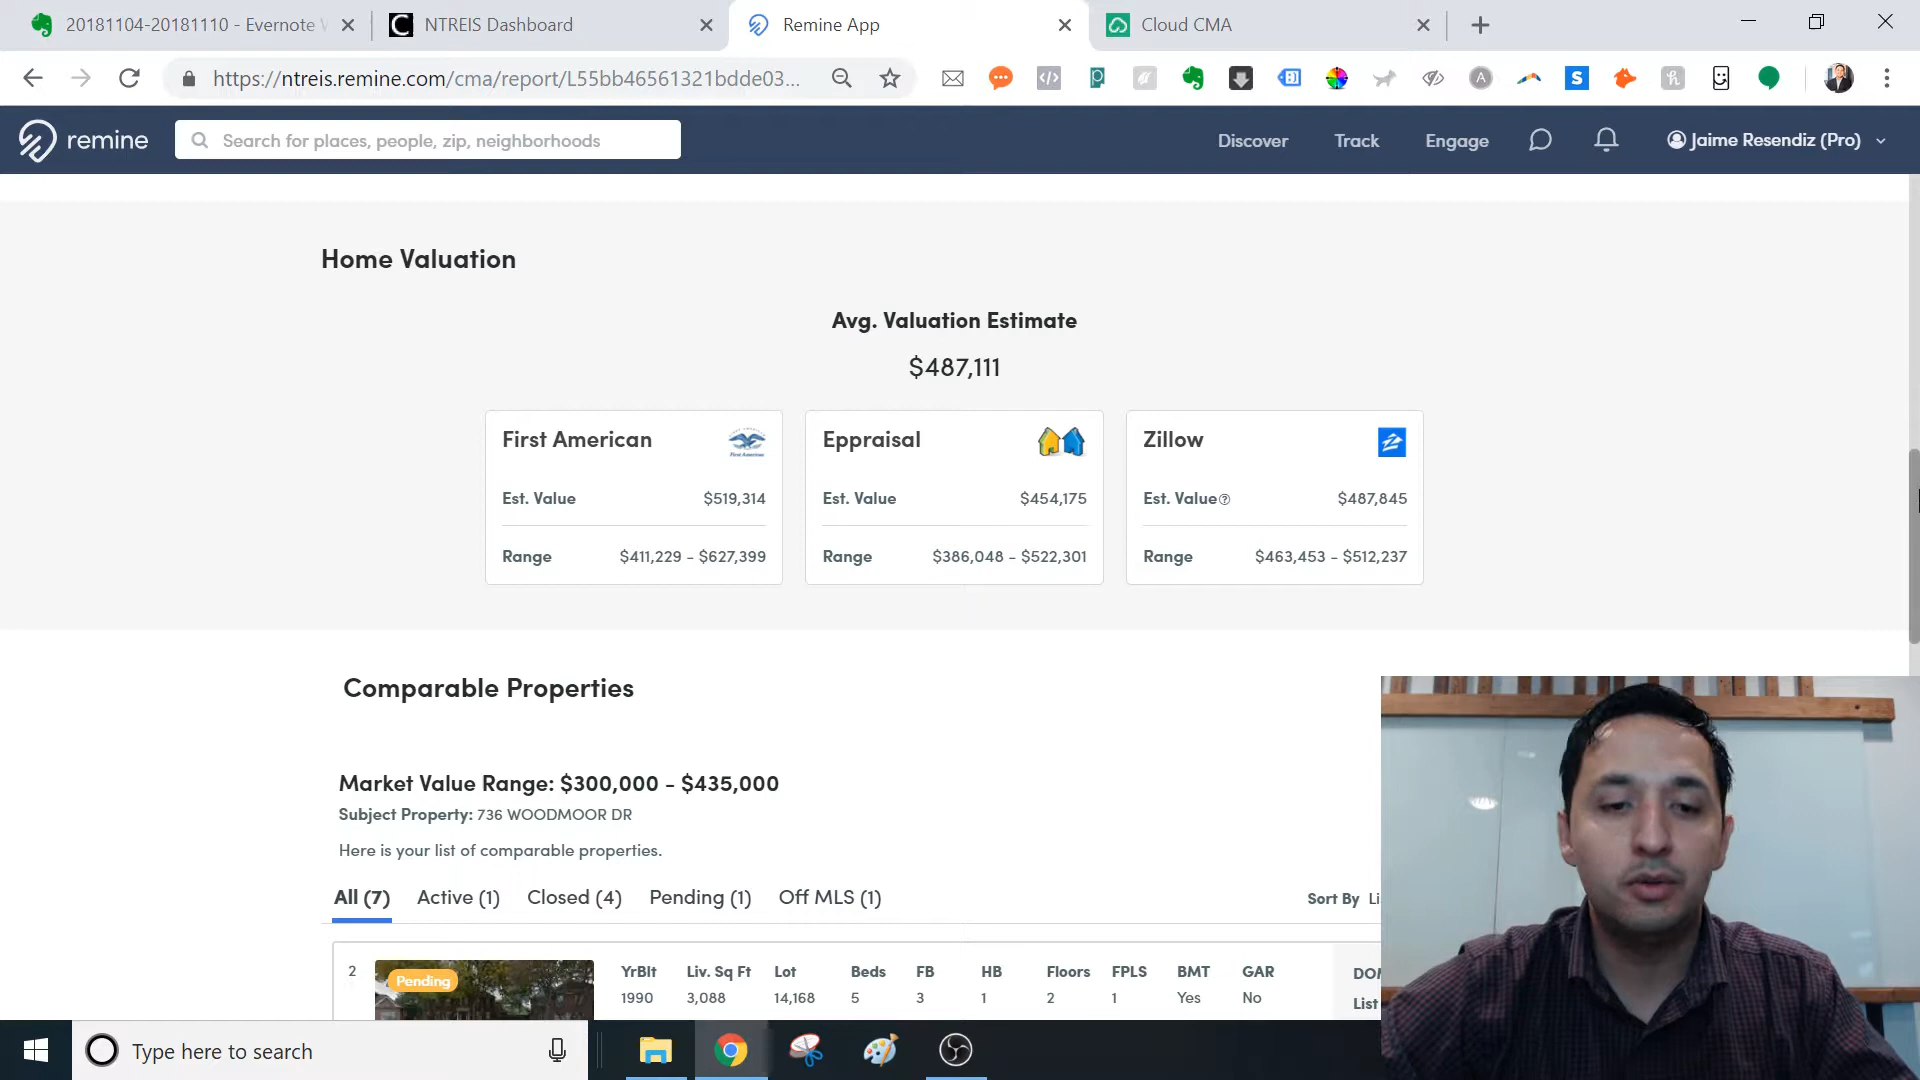 20181104-20181110 - Evernote W
NTREIS Dashboard
Remine App
Cloud CMA
https://ntreis.remine.com/cma/report/L55bb46561321bdde03...
remine
Search for places, people, zip, neighborhoods
Discover
Track
Engage
Jaime Resendiz (Pro)
Home Valuation
Avg. Valuation Estimate
$487,111
First American
First American
Est. Value $519,314
Range $411,229 - $627,399
Eppraisal
Est. Value $454,175
Range $386,048 - $522,301
Zillow
Est. Value $487,845
Range $463,453 - $512,237
Comparable Properties
Market Value Range: $300,000 - $435,000
Subject Property: 736 WOODMOOR DR
Here is your list of comparable properties.
All (7) Active (1) Closed (4) Pending (1) Off MLS (1)
Sort By Li
2
Pending
YrBlt Liv. Sq Ft Lot Beds FB HB Floors FPLS BMT GAR
1990 3,088 14,168 5 3 1 2 1 Yes No
DOM
List
Type here to search